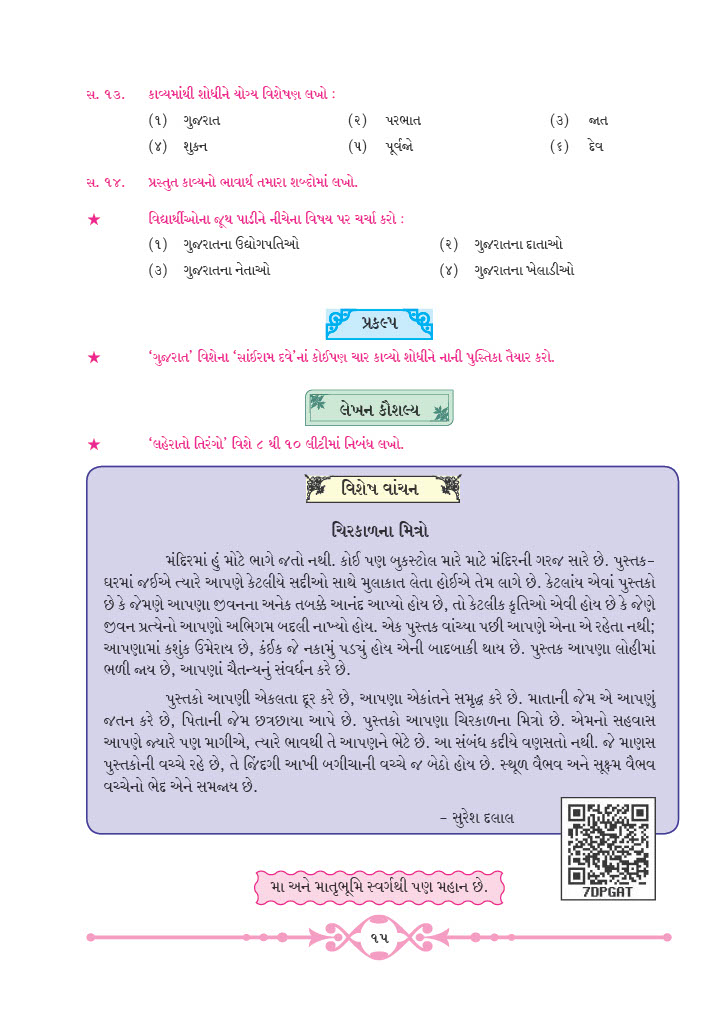 સ. ૧૩. કાવ્યમાંથી શોધીને યોગ્ય વિશેષણ લખો :
(૧) ગુજરાત (૨) પરભાત (૩) જાત
(૪) શુકન (૫) પૂર્વજો (૬) દેવ
સ. ૧૪. પ્રસ્તુત કાવ્યનો ભાવાર્થ તમારા શબ્દોમાં લખો.
★ વિદ્યાર્થીઓના જૂથ પાડીને નીચેના વિષય પર ચર્ચા કરો :
(૧) ગુજરાતના ઉદ્યોગપતિઓ (૨) ગુજરાતના દાતાઓ
(૩) ગુજરાતના નેતાઓ (૪) ગુજરાતના ખેલાડીઓ
પ્રકલ્પ
★ ‘ગુજરાત’ વિશેના ‘સાંઈરામ દવે’નાં કોઈપણ ચાર કાવ્યો શોધીને નાની પુસ્તિકા તૈયાર કરો.
લેખન કૌશલ્ય
★ ‘લહેરાતો તિરંગો’ વિશે ૮ થી ૧૦ લીટીમાં નિબંધ લખો.
વિશેષ વાંચન
ચિરકાળના મિત્રો
મંદિરમાં હું મોટે ભાગે જતો નથી. કોઈ પણ બુકસ્ટોલ મારે માટે મંદિરની ગરજ સારે છે. પુસ્તક-
ઘરમાં જઈએ ત્યારે આપણે કેટલીયે સદીઓ સાથે મુલાકાત લેતા હોઈએ તેમ લાગે છે. કેટલાંય એવાં પુસ્તકો
છે કે જેમણે આપણા જીવનના અનેક તબક્કે આનંદ આપ્યો હોય છે, તો કેટલીક કૃતિઓ એવી હોય છે કે જેણે
જીવન પ્રત્યેનો આપણો અભિગમ બદલી નાખ્યો હોય. એક પુસ્તક વાંચ્યા પછી આપણે એના એ રહેતા નથી;
આપણામાં કશુંક ઉમેરાય છે, કંઈક જે નકામું પડ્યું હોય એની બાદબાકી થાય છે. પુસ્તક આપણા લોહીમાં
ભળી જાય છે, આપણાં ચૈતન્યનું સંવર્ધન કરે છે.
પુસ્તકો આપણી એકલતા દૂર કરે છે, આપણા એકાંતને સમૃદ્ધ કરે છે. માતાની જેમ એ આપણું
જતન કરે છે, પિતાની જેમ છત્રછાયા આપે છે. પુસ્તકો આપણા ચિરકાળના મિત્રો છે. એમનો સહવાસ
આપણે જ્યારે પણ માગીએ, ત્યારે ભાવથી તે આપણને ભેટે છે. આ સંબંધ કદીયે વણસતો નથી. જે માણસ
પુસ્તકોની વચ્ચે રહે છે, તે જિંદગી આખી બગીચાની વચ્ચે જ બેઠો હોય છે. સ્થૂળ વૈભવ અને સૂક્ષ્મ વૈભવ
વચ્ચેનો ભેદ એને સમજાય છે.
– સુરેશ દલાલ
7DPGAT
મા અને માતૃભૂમિ સ્વર્ગથી પણ મહાન છે.
૧૫